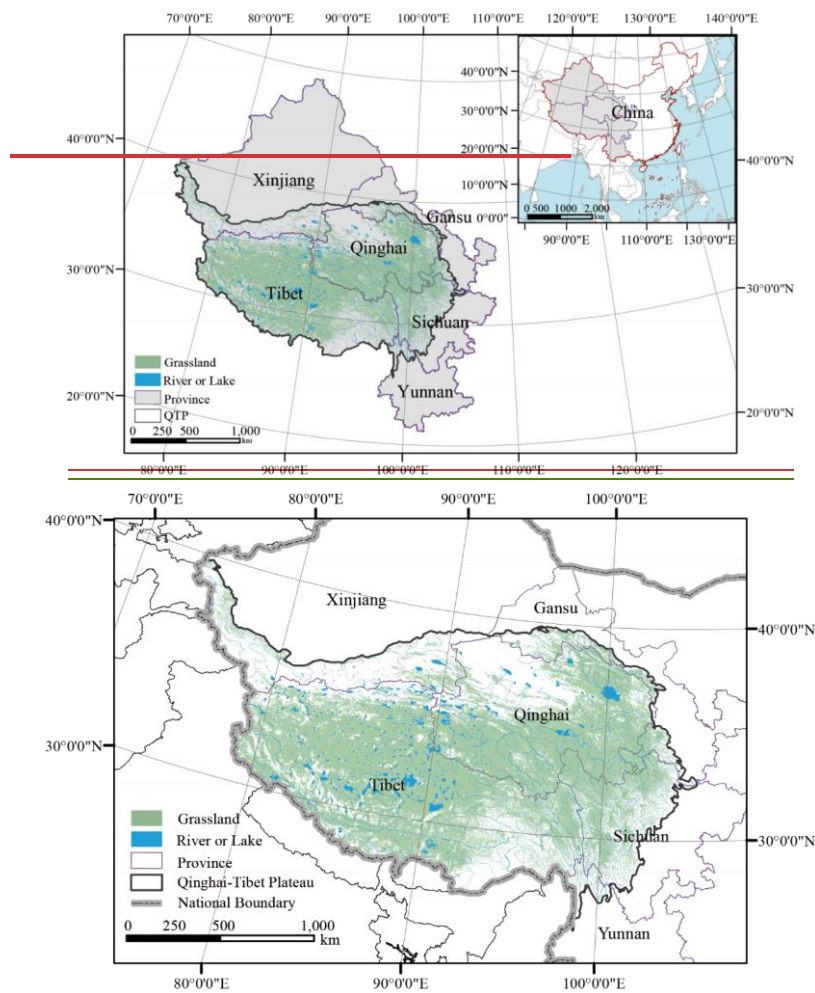 70°0'0"E 80°0'0"E 90°0'0"E 100°0'0"E 110°0'0"E 120°0'0"E 130°0'0"E 140°0'0"E
40°0'0"N
30°0'0"N
China
20°0'0"N
10°0'0"N
0°0'0"
0 500 1000 2,000
km
90°0'0"E 110°0'0"E 130°0'0"E
40°0'0"N
40°0'0"N
Xinjiang
Gansu
Qinghai
30°0'0"N
30°0'0"N
Tibet
Sichuan
Grassland
River or Lake
Province
QTP
Yunnan
20°0'0"N
20°0'0"N
0 250 500 1,000
km
80°0'0"E 90°0'0"E 100°0'0"E 110°0'0"E 120°0'0"E
70°0'0"E 80°0'0"E 90°0'0"E 100°0'0"E
40°0'0"N
Xinjiang
Gansu
40°0'0"N
Qinghai
30°0'0"N
Tibet
Grassland
River or Lake
Province
Qinghai-Tibet Plateau
National Boundary
Sichuan
30°0'0"N
Yunnan
0 250 500 1,000
km
80°0'0"E 90°0'0"E 100°0'0"E